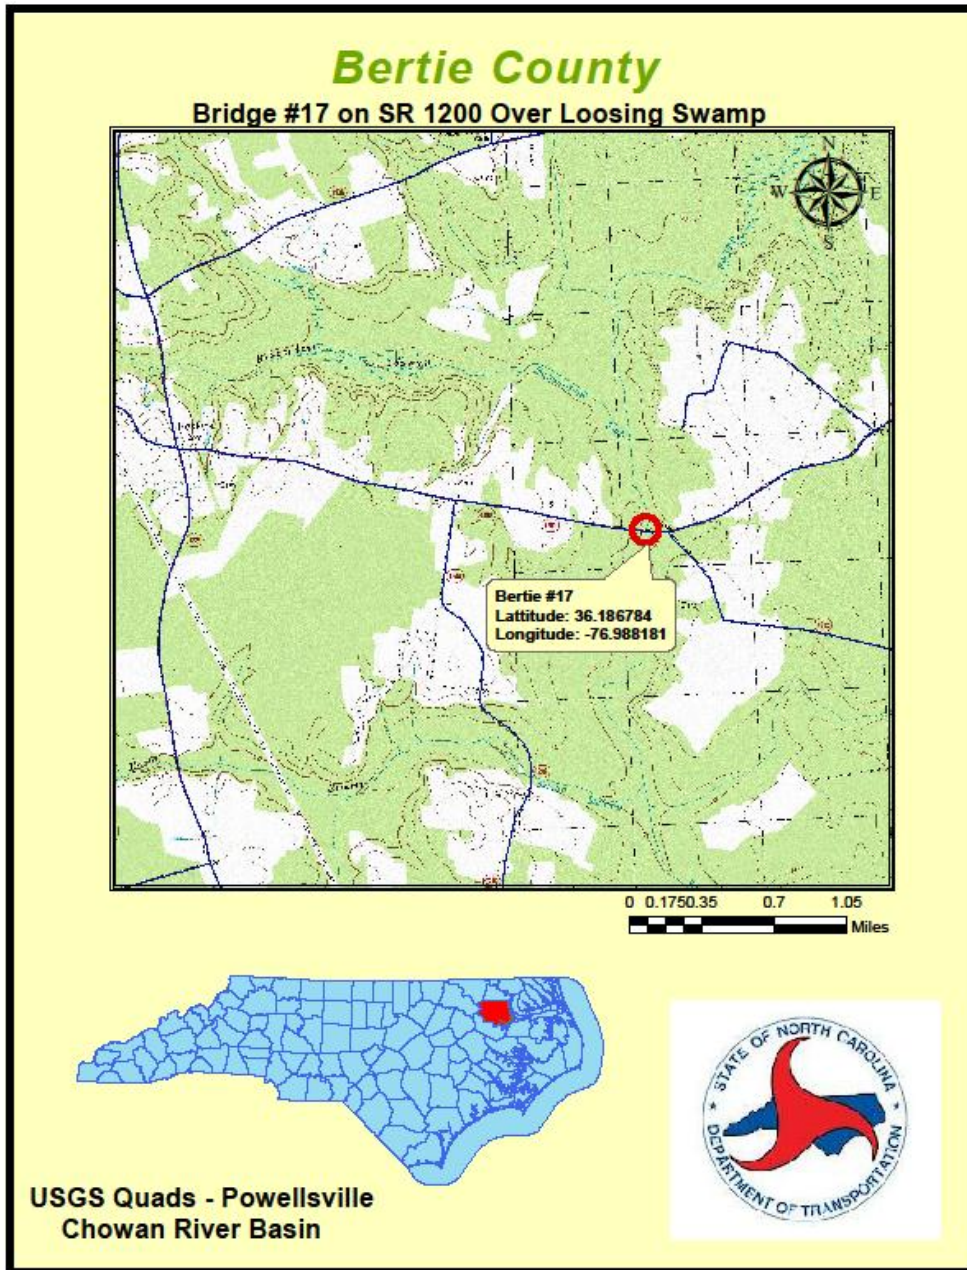 Bertie County
Bridge #17 on SR 1200 Over Loosing Swamp
N
W
E
S
Bertie #17
Lattitude: 36.186784
Longitude: -76.988181
0 0.175 0.35 0.7 1.05
Miles
STATE OF NORTH CAROLINA
DEPARTMENT OF TRANSPORTATION
USGS Quads - Powellsville
Chowan River Basin